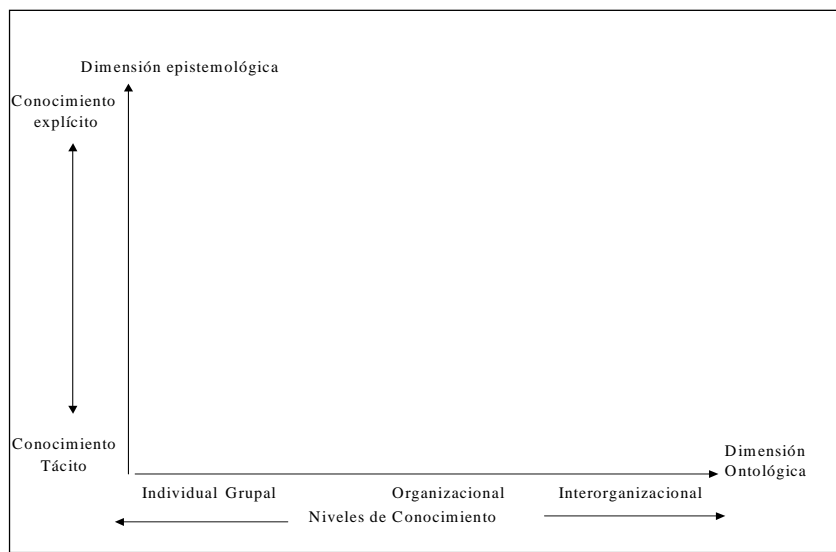 Dimensión epistemológica
Conocimiento
explícito
Conocimiento
Tácito
Dimensión
Ontológica
Individual Grupal Organizacional Interorganizacional
Niveles de Conocimiento